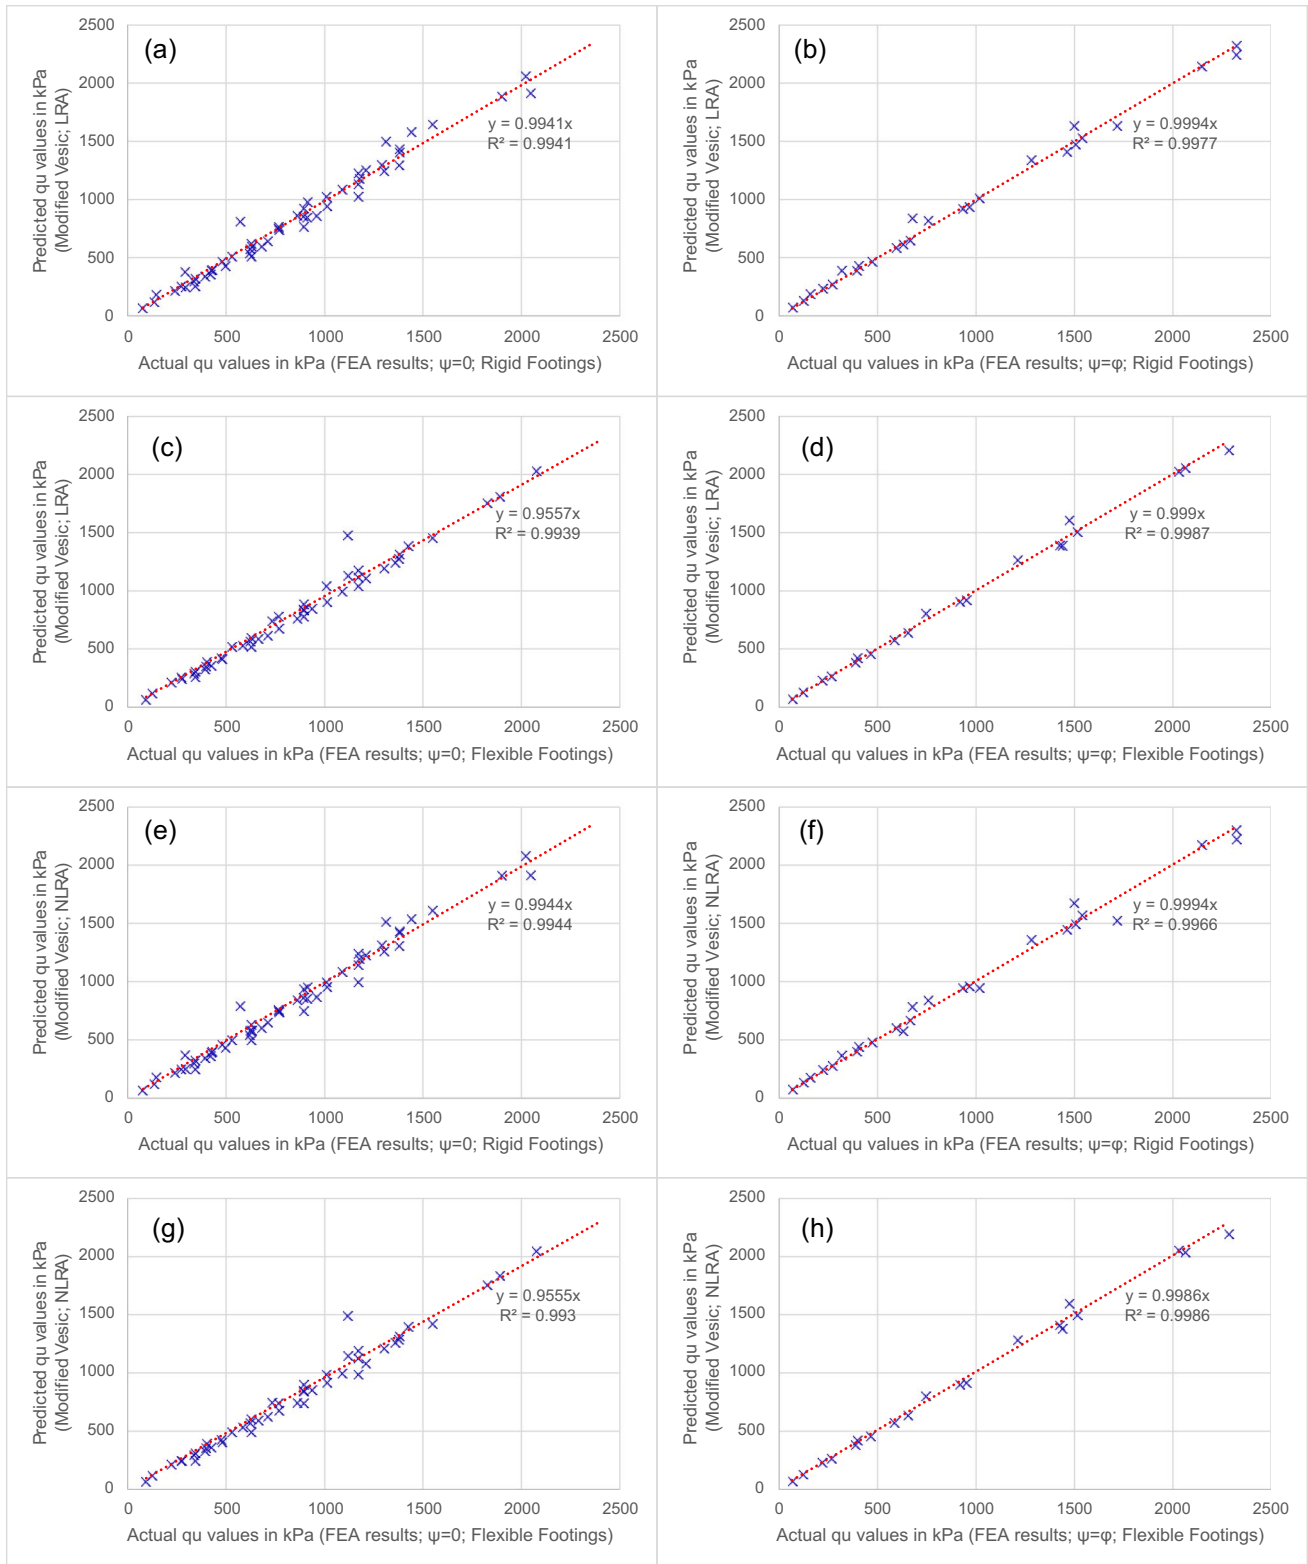 (a)
Predicted qu values in kPa
(Modified Vesic; LRA)
2500
2000
1500
1000
500
0
y = 0.9941x
R² = 0.9941
0 500 1000 1500 2000 2500
Actual qu values in kPa (FEA results; ψ=0; Rigid Footings)
(b)
Predicted qu values in kPa
(Modified Vesic; LRA)
2500
2000
1500
1000
500
0
y = 0.9994x
R² = 0.9977
0 500 1000 1500 2000 2500
Actual qu values in kPa (FEA results; ψ=φ; Rigid Footings)
(c)
Predicted qu values in kPa
(Modified Vesic; LRA)
2500
2000
1500
1000
500
0
y = 0.9557x
R² = 0.9939
0 500 1000 1500 2000 2500
Actual qu values in kPa (FEA results; ψ=0; Flexible Footings)
(d)
Predicted qu values in kPa
(Modified Vesic; LRA)
2500
2000
1500
1000
500
0
y = 0.999x
R² = 0.9987
0 500 1000 1500 2000 2500
Actual qu values in kPa (FEA results; ψ=φ; Flexible Footings)
(e)
Predicted qu values in kPa
(Modified Vesic; NLRA)
2500
2000
1500
1000
500
0
y = 0.9944x
R² = 0.9944
0 500 1000 1500 2000 2500
Actual qu values in kPa (FEA results; ψ=0; Rigid Footings)
(f)
Predicted qu values in kPa
(Modified Vesic; NLRA)
2500
2000
1500
1000
500
0
y = 0.9994x
R² = 0.9966
0 500 1000 1500 2000 2500
Actual qu values in kPa (FEA results; ψ=φ; Rigid Footings)
(g)
Predicted qu values in kPa
(Modified Vesic; NLRA)
2500
2000
1500
1000
500
0
y = 0.9555x
R² = 0.993
0 500 1000 1500 2000 2500
Actual qu values in kPa (FEA results; ψ=0; Flexible Footings)
(h)
Predicted qu values in kPa
(Modified Vesic; NLRA)
2500
2000
1500
1000
500
0
y = 0.9986x
R² = 0.9986
0 500 1000 1500 2000 2500
Actual qu values in kPa (FEA results; ψ=φ; Flexible Footings)